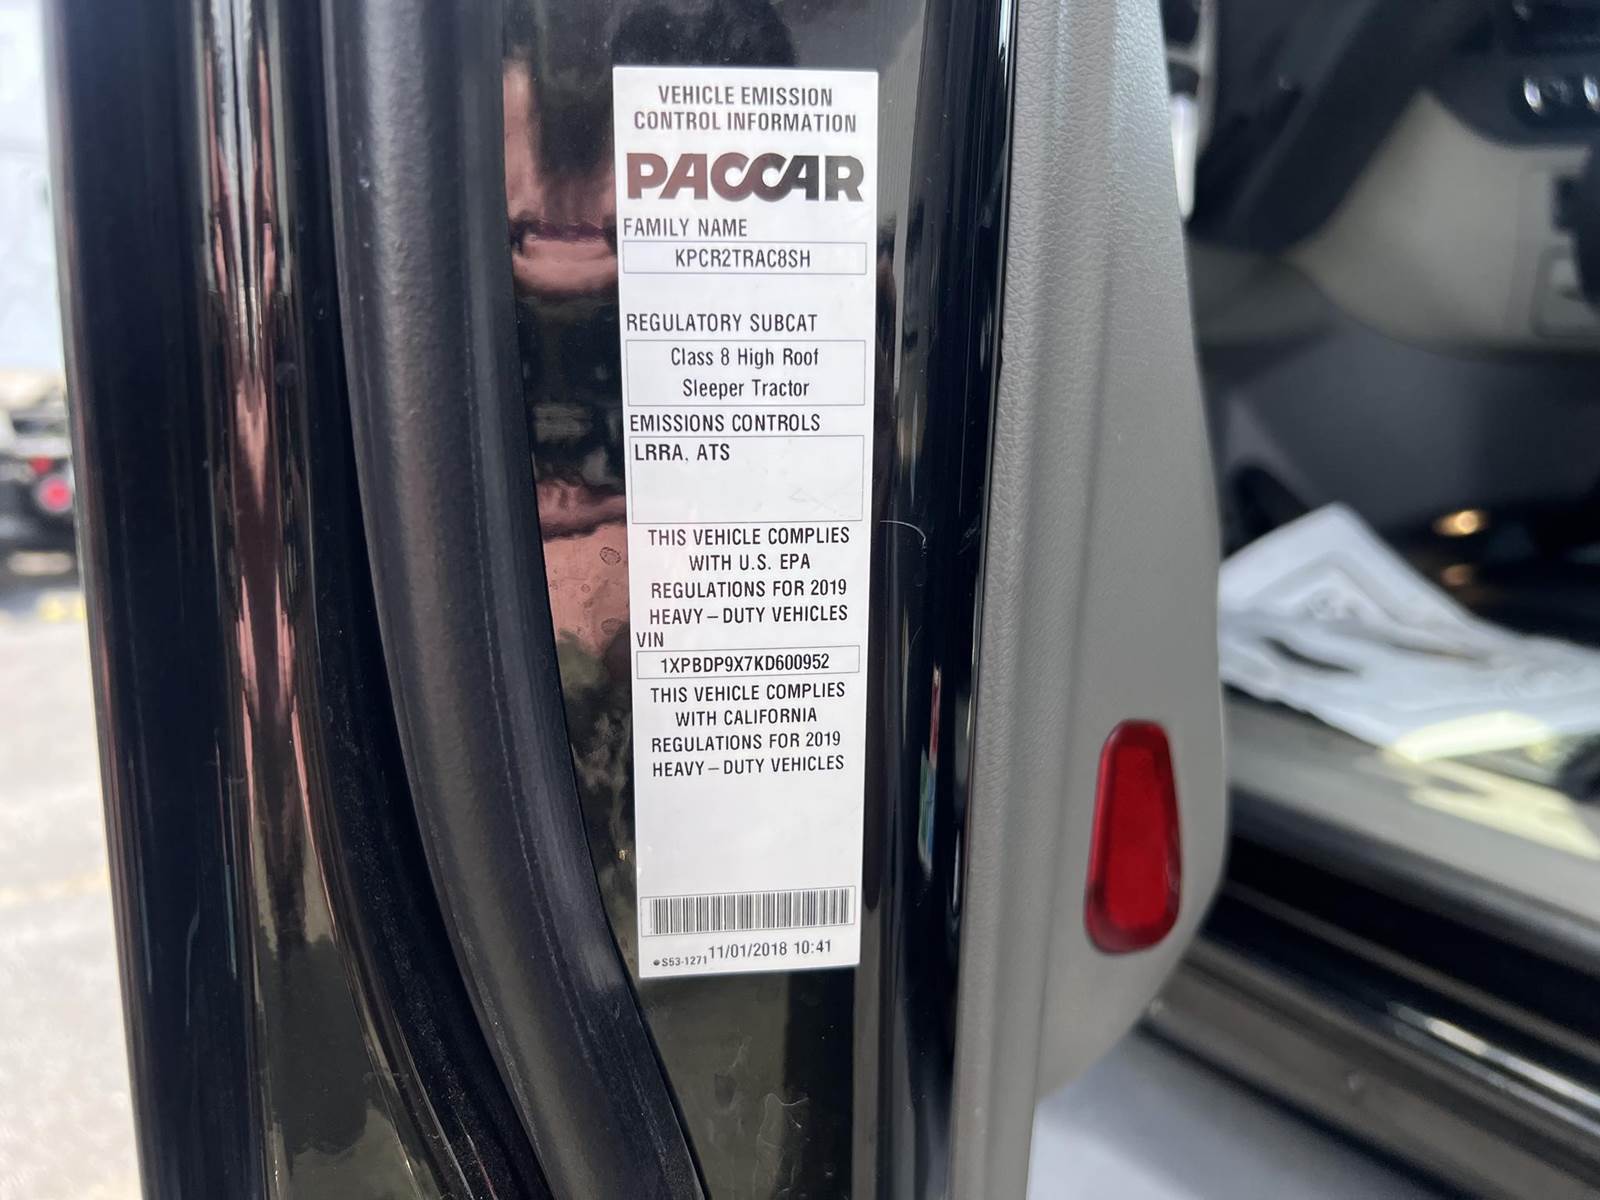 VEHICLE EMISSION
CONTROL INFORMATION
PACCAR
FAMILY NAME
KPCR2TRAC8SH
REGULATORY SUBCAT
Class 8 High Roof
Sleeper Tractor
EMISSIONS CONTROLS
LRRA, ATS
THIS VEHICLE COMPLIES
WITH U.S. EPA
REGULATIONS FOR 2019
HEAVY-DUTY VEHICLES
VIN
1XPBDP9X7KD600952
THIS VEHICLE COMPLIES
WITH CALIFORNIA
REGULATIONS FOR 2019
HEAVY-DUTY VEHICLES
S53-1271 11/01/2018 10:41